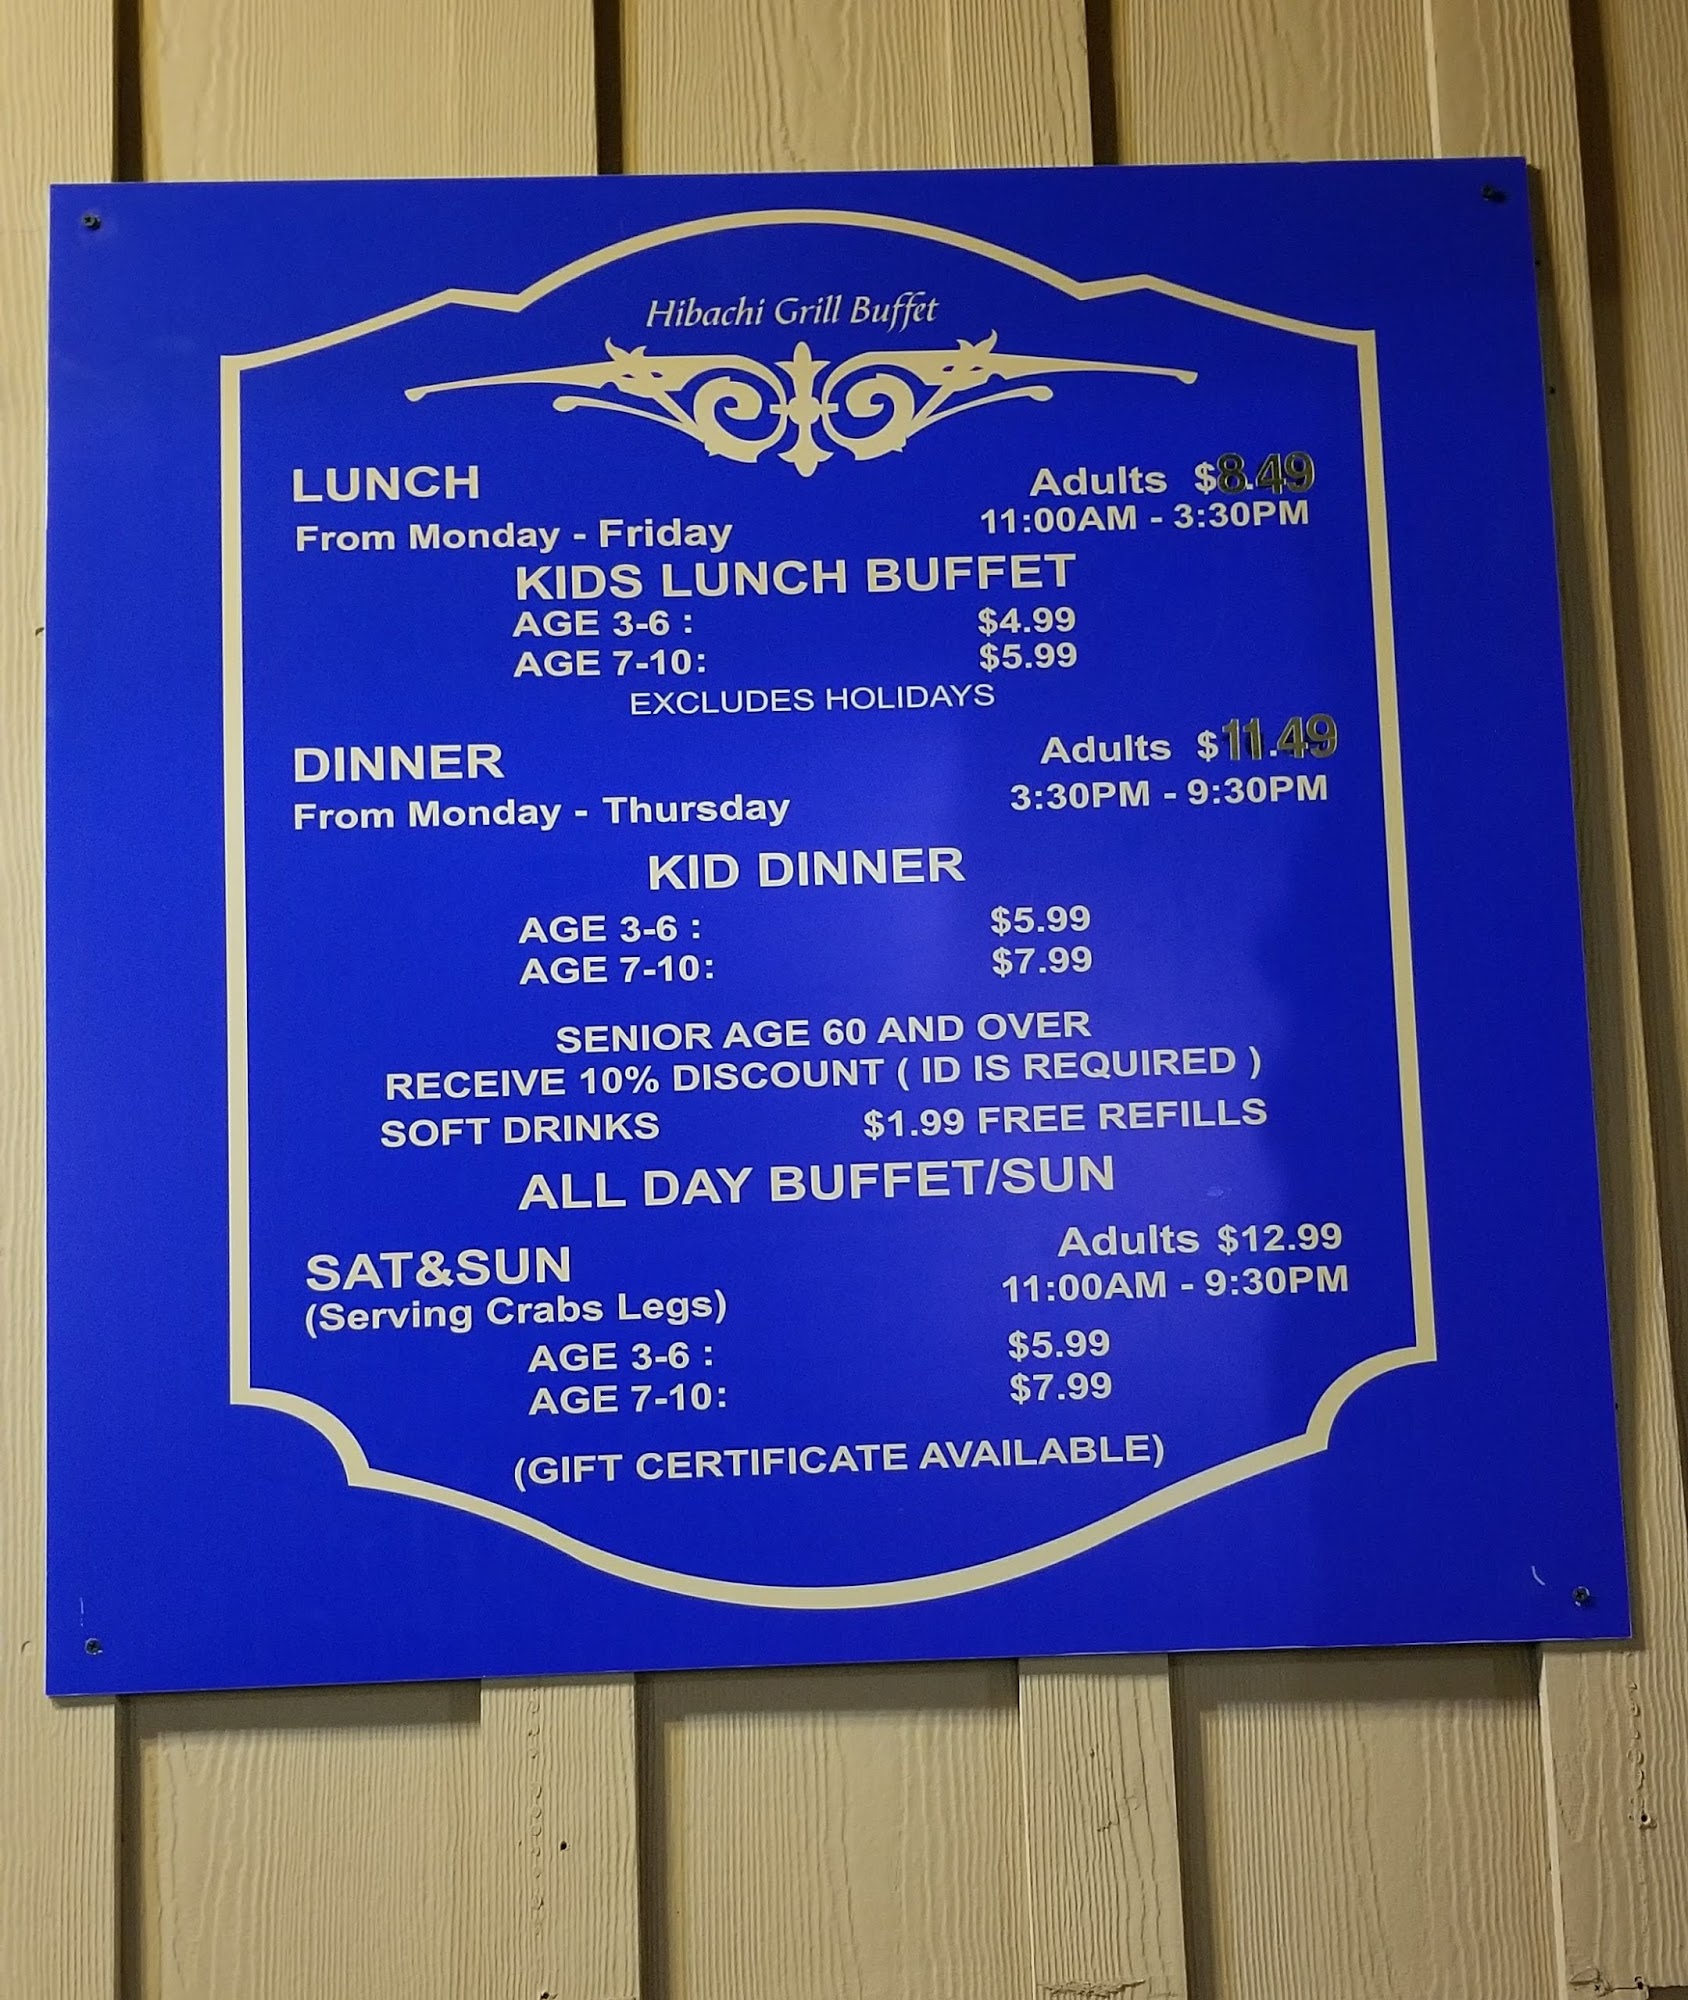 Hibachi Grill Buffet
LUNCH Adults $8.49
From Monday - Friday 11:00AM - 3:30PM
KIDS LUNCH BUFFET
AGE 3-6 : $4.99
AGE 7-10: $5.99
EXCLUDES HOLIDAYS
DINNER Adults $11.49
From Monday - Thursday 3:30PM - 9:30PM
KID DINNER
AGE 3-6 : $5.99
AGE 7-10: $7.99
SENIOR AGE 60 AND OVER
RECEIVE 10% DISCOUNT ( ID IS REQUIRED )
SOFT DRINKS $1.99 FREE REFILLS
ALL DAY BUFFET/SUN
SAT&SUN Adults $12.99
(Serving Crabs Legs) 11:00AM - 9:30PM
AGE 3-6 : $5.99
AGE 7-10: $7.99
(GIFT CERTIFICATE AVAILABLE)